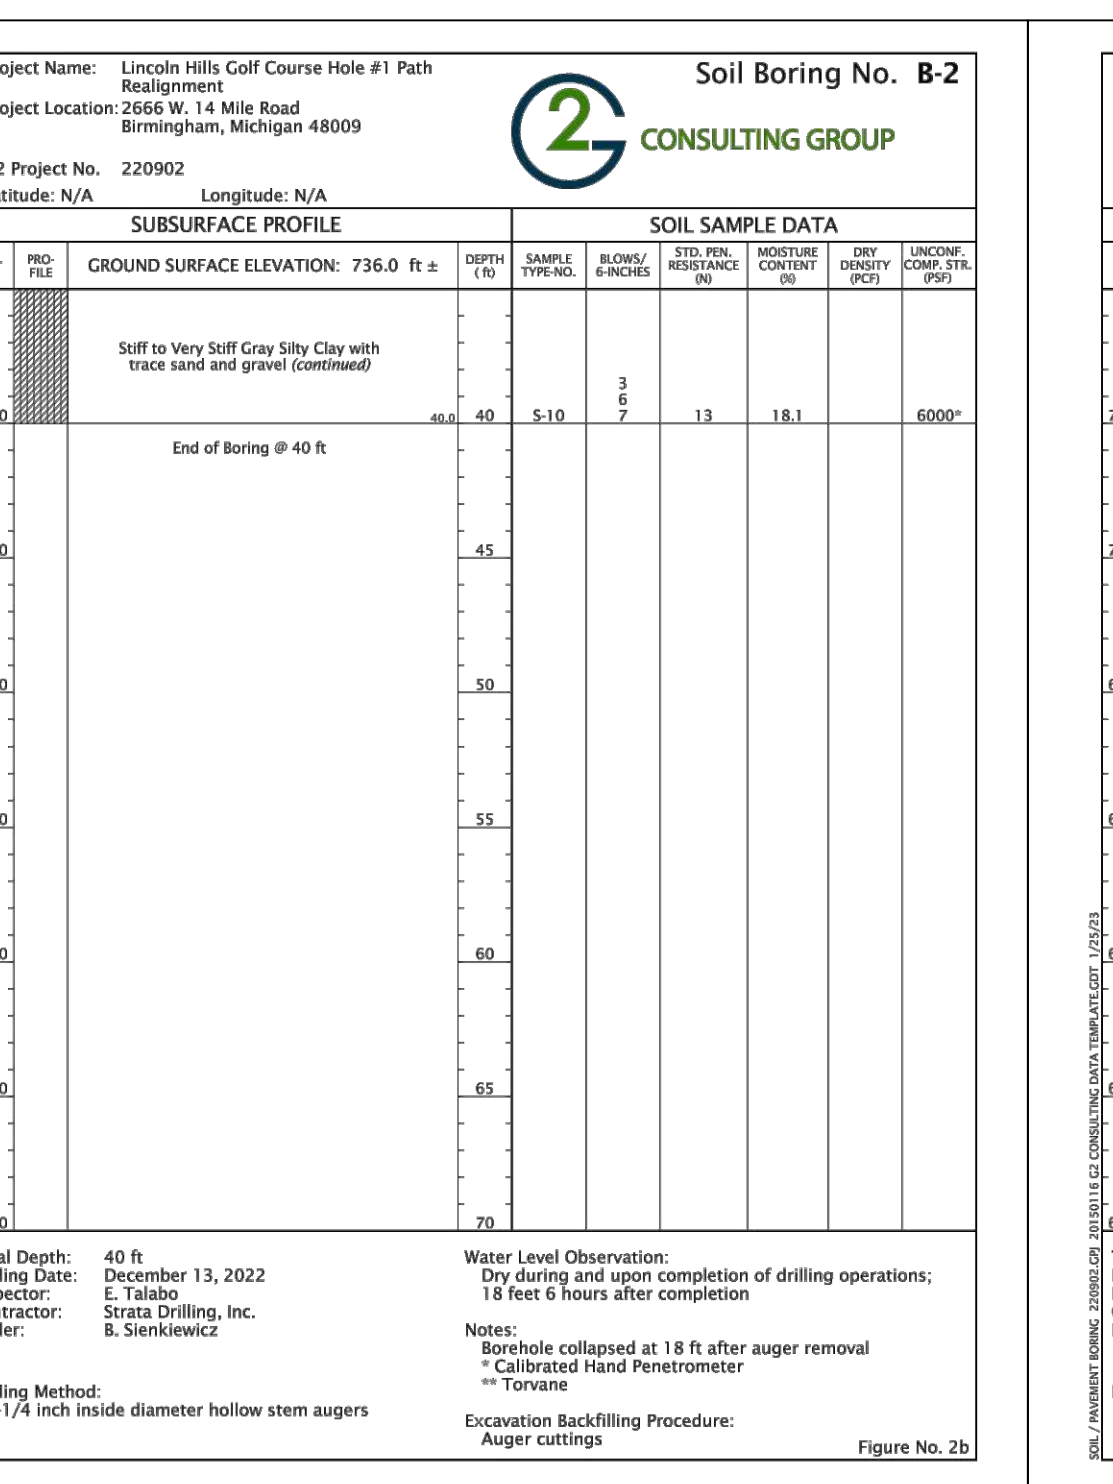 oject Name: Lincoln Hills Golf Course Hole #1 Path
Realignment
oject Location: 2666 W. 14 Mile Road
Birmingham, Michigan 48009
2 Project No. 220902
titude: N/A Longitude: N/A
G2 CONSULTING GROUP
Soil Boring No. B-2
SUBSURFACE PROFILE
SOIL SAMPLE DATA
PRO-
FILE
GROUND SURFACE ELEVATION: 736.0 ft ±
DEPTH
( ft)
SAMPLE
TYPE-NO.
BLOWS/
6-INCHES
STD. PEN.
RESISTANCE
(N)
MOISTURE
CONTENT
(%)
DRY
DENSITY
(PCF)
UNCONF.
COMP. STR.
(PSF)
Stiff to Very Stiff Gray Silty Clay with
trace sand and gravel (continued)
3
6
0 40.0 40 S-10 7 13 18.1 6000*
End of Boring @ 40 ft
0 45
0 50
0 55
0 60
0 65
0 70
al Depth: 40 ft
ling Date: December 13, 2022
pector: E. Talabo
tractor: Strata Drilling, Inc.
ler: B. Sienkiewicz
ling Method:
-1/4 inch inside diameter hollow stem augers
Water Level Observation:
Dry during and upon completion of drilling operations;
18 feet 6 hours after completion
Notes:
Borehole collapsed at 18 ft after auger removal
* Calibrated Hand Penetrometer
** Torvane
Excavation Backfilling Procedure:
Auger cuttings
Figure No. 2b
SOIL / PAVEMENT BORING 220902.GPJ 20150116 G2 CONSULTING DATA TEMPLATE.GDT 1/25/23